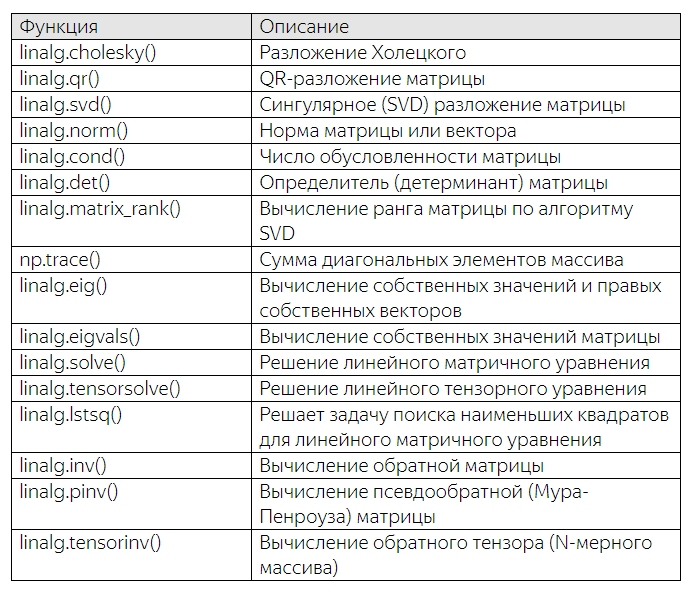 Функция Описание
linalg.cholesky() Разложение Холецкого
linalg.qr() QR-разложение матрицы
linalg.svd() Сингулярное (SVD) разложение матрицы
linalg.norm() Норма матрицы или вектора
linalg.cond() Число обусловленности матрицы
linalg.det() Определитель (детерминант) матрицы
linalg.matrix_rank() Вычисление ранга матрицы по алгоритму
SVD
np.trace() Сумма диагональных элементов массива
linalg.eig() Вычисление собственных значений и правых
собственных векторов
linalg.eigvals() Вычисление собственных значений матрицы
linalg.solve() Решение линейного матричного уравнения
linalg.tensorsolve() Решение линейного тензорного уравнения
linalg.lstsq() Решает задачу поиска наименьших квадратов
для линейного матричного уравнения
linalg.inv() Вычисление обратной матрицы
linalg.pinv() Вычисление псевдообратной (Мура-
Пенроуза) матрицы
linalg.tensorinv() Вычисление обратного тензора (N-мерного
массива)